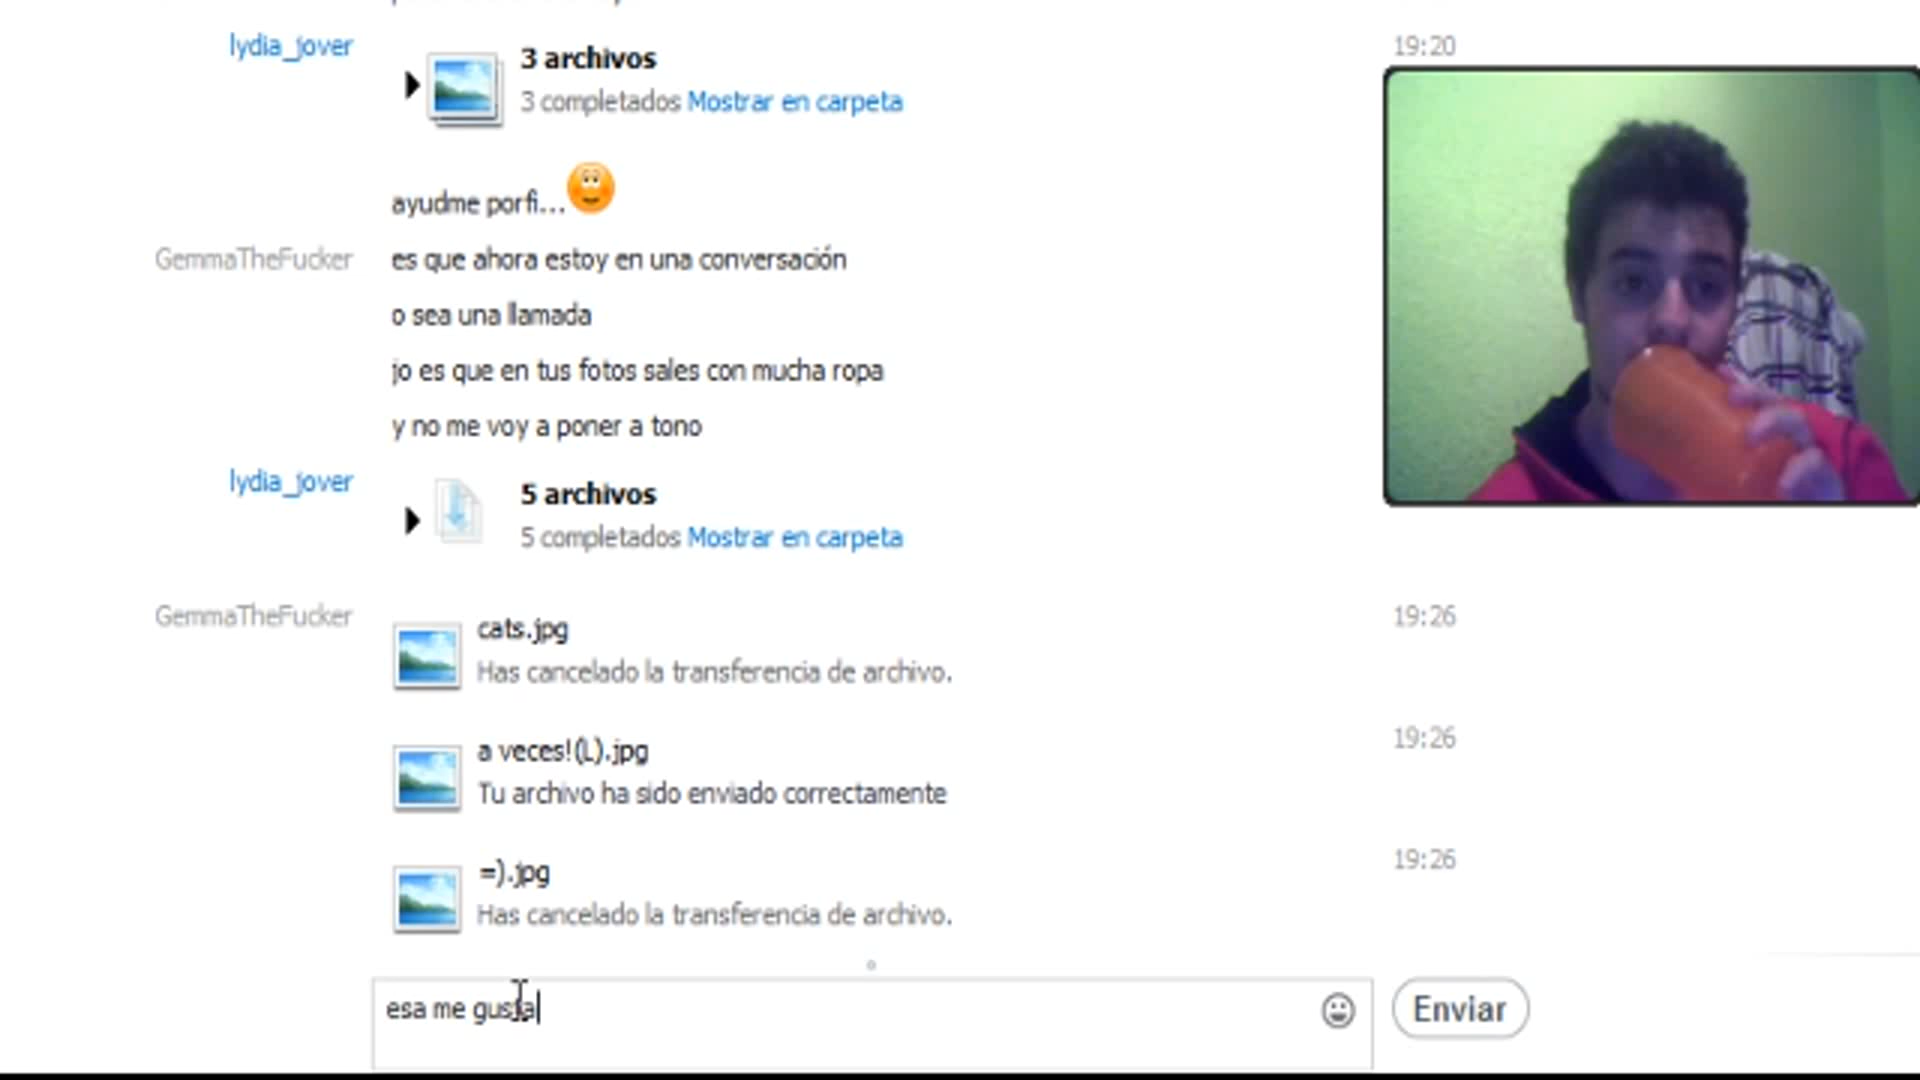 lydia_jover
3 archivos
19:20
3 completados Mostrar en carpeta
ayudme porfi...
GemmaTheFucker es que ahora estoy en una conversación
o sea una llamada
jo es que en tus fotos sales con mucha ropa
y no me voy a poner a tono
lydia_jover
5 archivos
5 completados Mostrar en carpeta
GemmaTheFucker
cats.jpg
19:26
Has cancelado la transferencia de archivo.
a veces!(L).jpg
19:26
Tu archivo ha sido enviado correctamente
=).jpg
19:26
Has cancelado la transferencia de archivo.
esa me gusta
Enviar